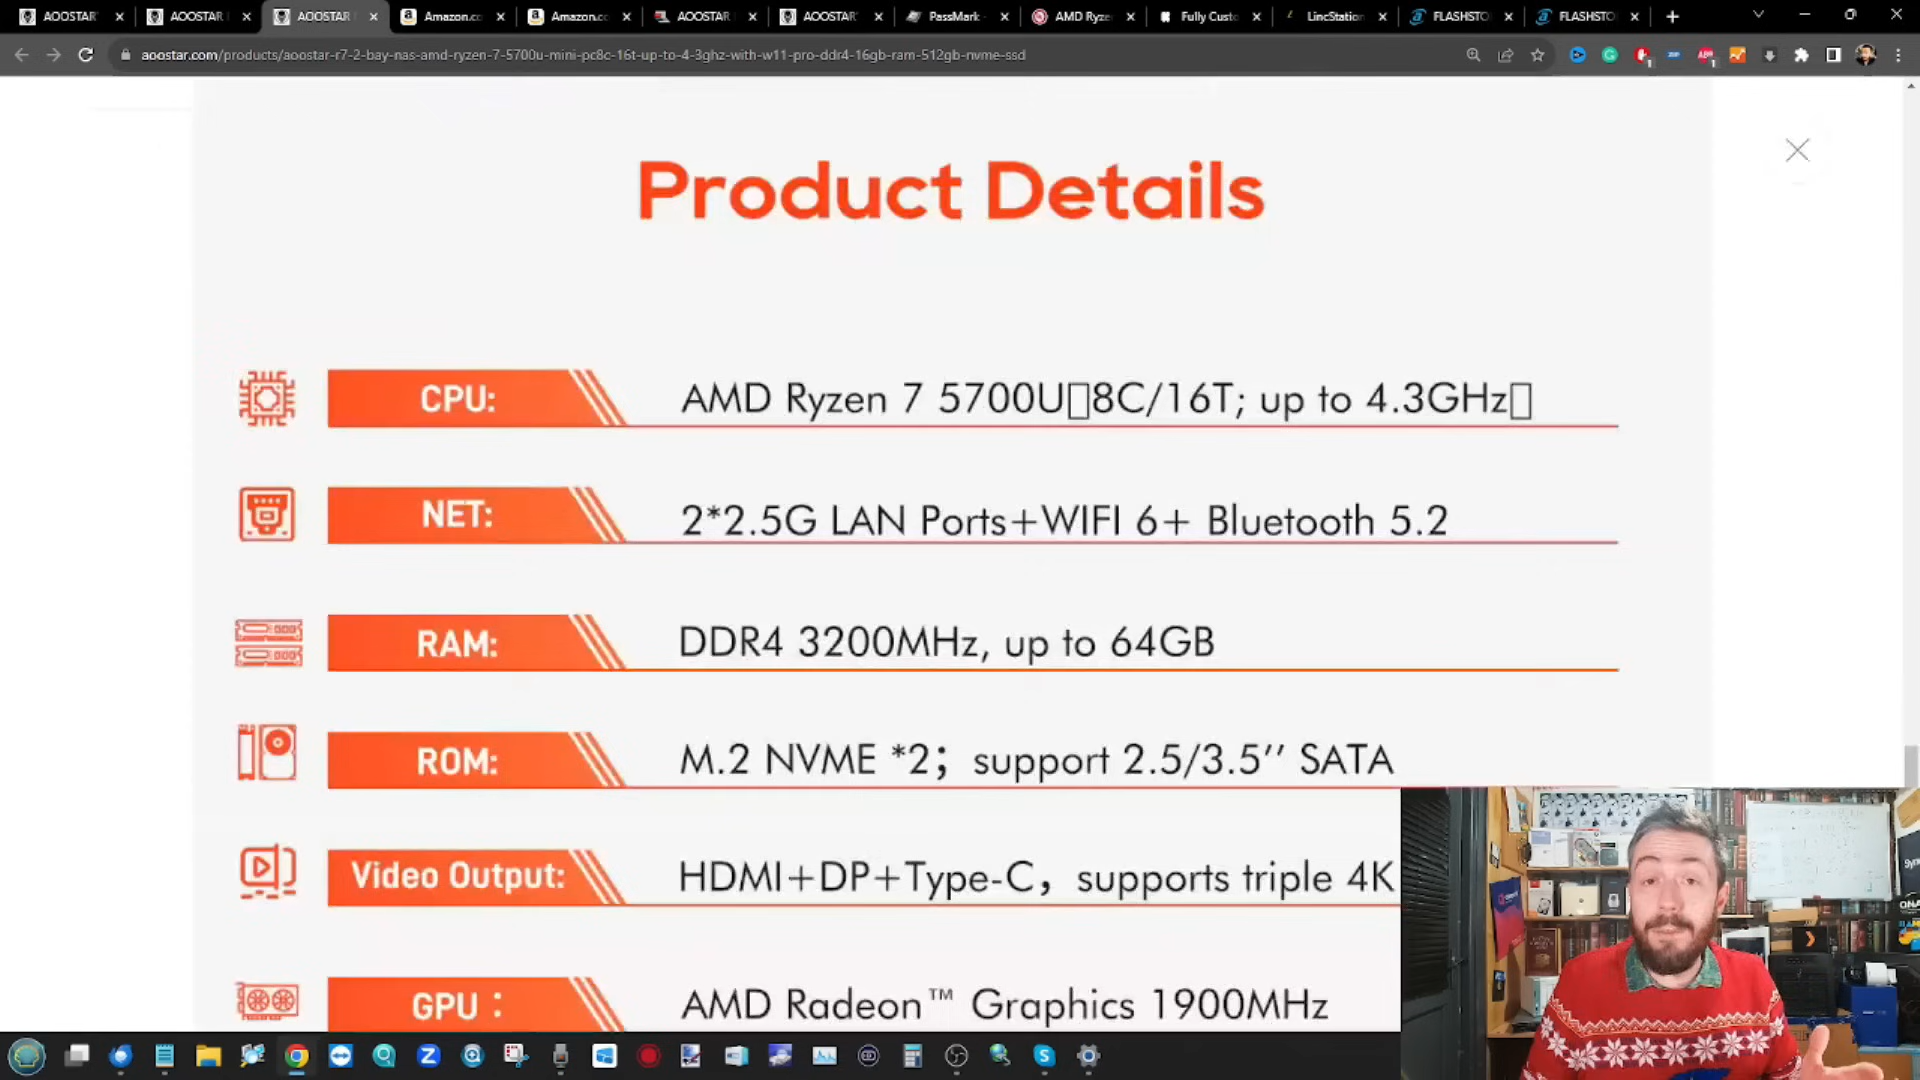 AOOSTAR
AOOSTAR
AOOSTAR
Amazon.co
Amazon.co
AOOSTAR
AOOSTAR
PassMark
AMD Ryze
Fully Custo
LincStation
FLASHSTO
FLASHSTO
aoostar.com/products/aoostar-r7-2-bay-nas-amd-ryzen-7-5700u-mini-pc8c-16t-up-to-4-3ghz-with-w11-pro-ddr4-16gb-ram-512gb-nvme-ssd
Product Details
CPU: AMD Ryzen 7 5700U▯8C/16T; up to 4.3GHz▯
NET: 2*2.5G LAN Ports+WIFI 6+ Bluetooth 5.2
RAM: DDR4 3200MHz, up to 64GB
ROM: M.2 NVME *2; support 2.5/3.5′′ SATA
Video Output: HDMI+DP+Type-C, supports triple 4K
GPU: AMD Radeon™ Graphics 1900MHz